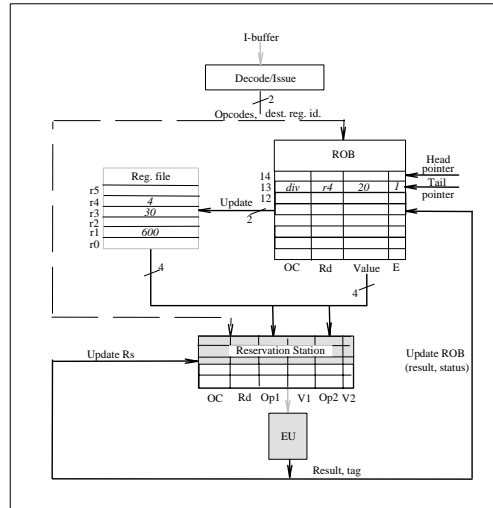 I-buffer
Decode/Issue
2
Opcodes, dest. reg. id.
ROB
Head
pointer
14
13 div r4 20 1
12
Tail
pointer
Reg. file
r5
r4 4
r3 30
r2
r1 600
r0
Update
2
OC Rd Value E
4
4
Reservation Station
Update Rs
OC Rd Op1 V1 Op2 V2
Update ROB
(result, status)
EU
Result, tag